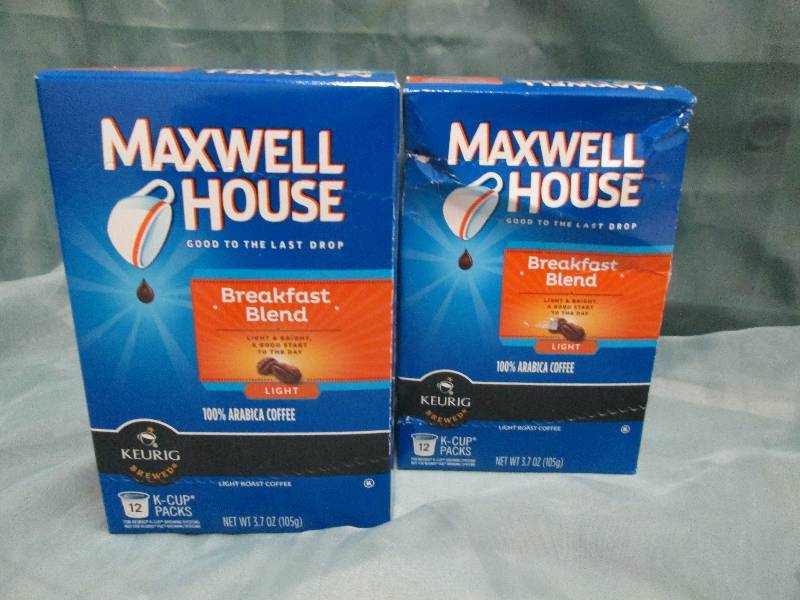 MAXWELL
MAXWELL
HOUSE
GOOD TO THE LAST DROP
Breakfast
Blend
LIGHT & BRIGHT,
A GOOD START
TO THE DAY
LIGHT
100% ARABICA COFFEE
KEURIG
BREWED
LIGHT ROAST COFFEE
K
12
K-CUP®
PACKS
NET WT 3.7 OZ (105g)
MAXWELL
MAXWELL
HOUSE
GOOD TO THE LAST DROP
Breakfast
Blend
LIGHT & BRIGHT,
A GOOD START
TO THE DAY
LIGHT
100% ARABICA COFFEE
KEURIG
BREWED
LIGHT ROAST COFFEE
K
12
K-CUP®
PACKS
NET WT 3.7 OZ (105g)